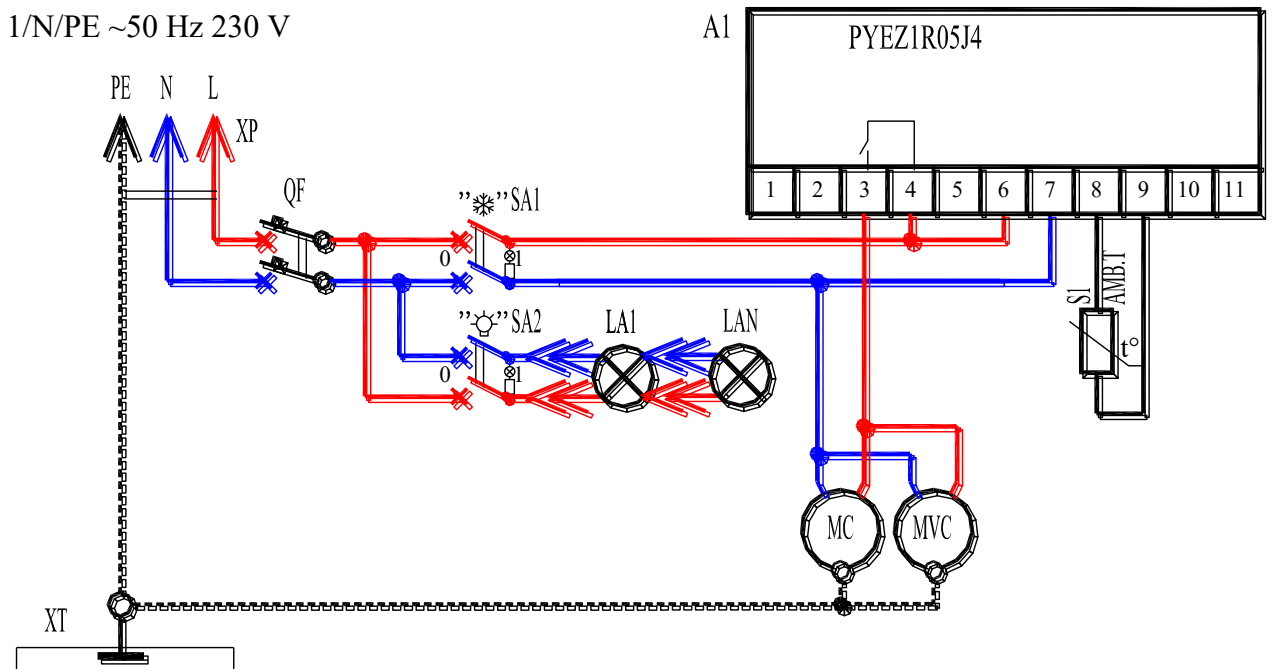 1/N/PE ~50 Hz 230 V
A1
PYEZ1R05J4
PE N L
XP
QF
"❄" SA1
1 2 3 4 5 6 7 8 9 10 11
0 1
S1
AMB.T
" " SA2
LA1
LAN
0 1
t°
MC
MVC
XT